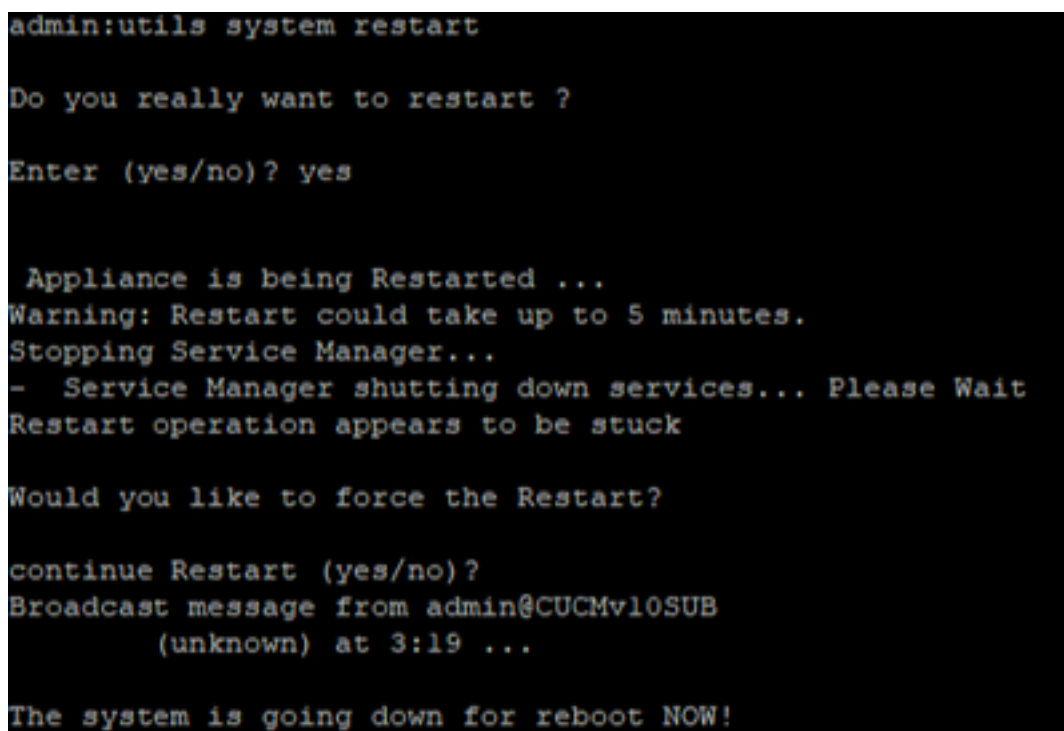 admin:utils system restart
Do you really want to restart ?
Enter (yes/no)? yes
Appliance is being Restarted ...
Warning: Restart could take up to 5 minutes.
Stopping Service Manager...
-  Service Manager shutting down services... Please Wait
Restart operation appears to be stuck
Would you like to force the Restart?
continue Restart (yes/no)?
Broadcast message from admin@CUCMv10SUB
(unknown) at 3:19 ...
The system is going down for reboot NOW!